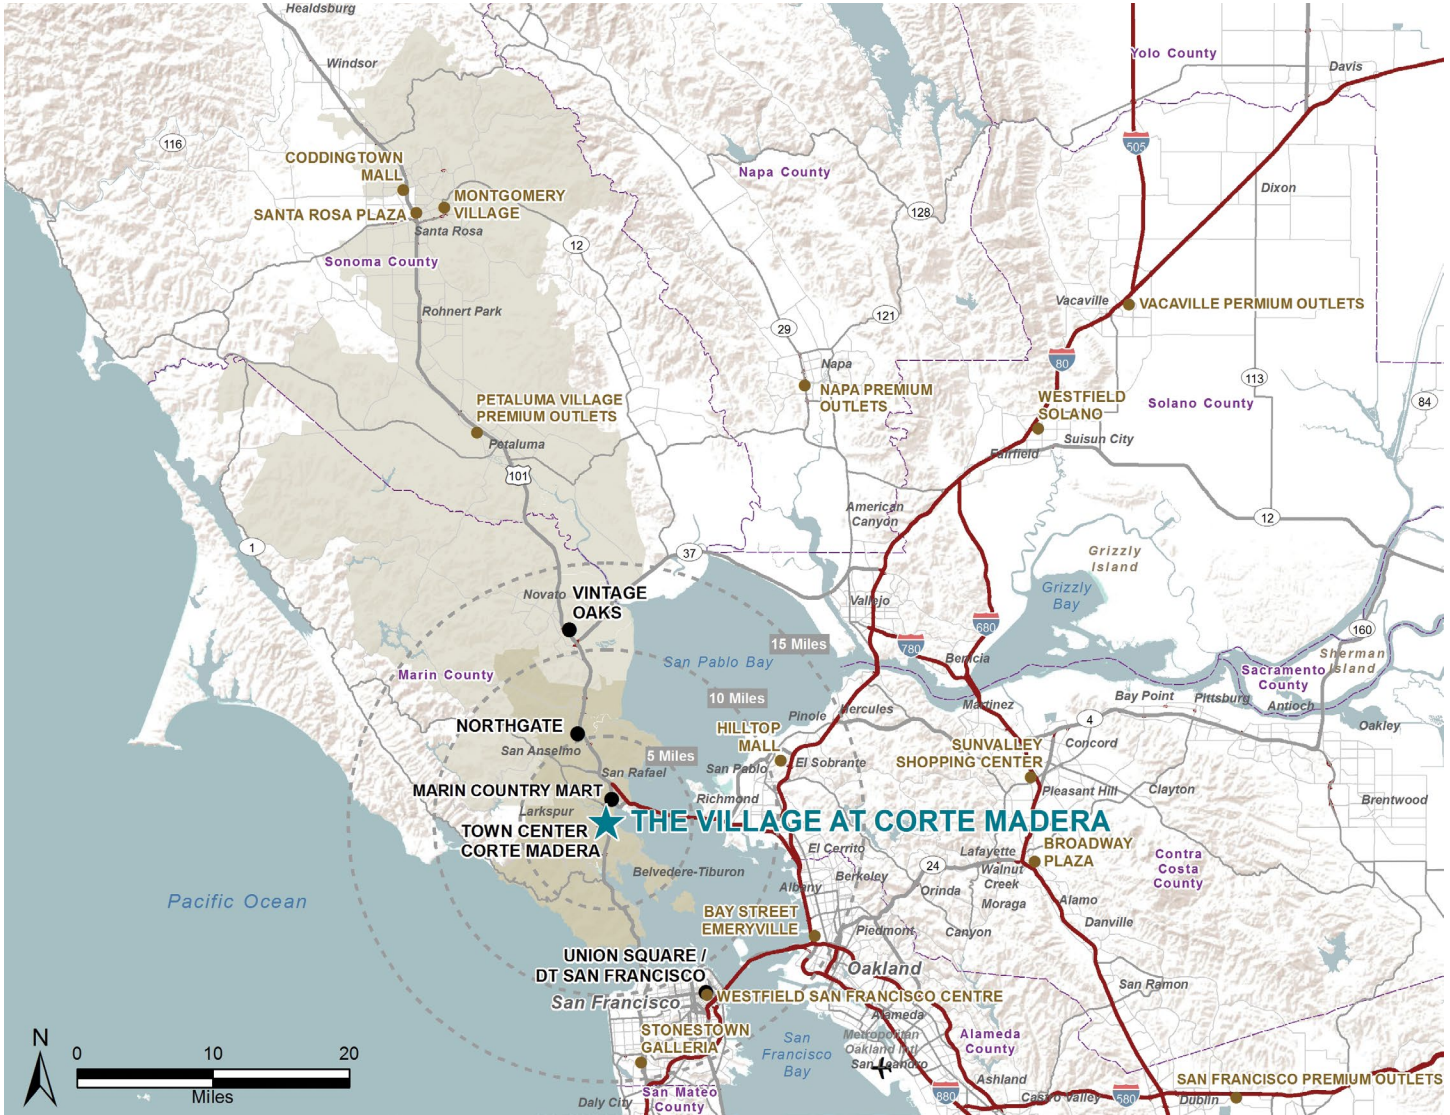 Healdsburg
Windsor
Yolo County
Davis
116
505
CODDINGTOWN
MALL
Napa County
Dixon
MONTGOMERY
VILLAGE
SANTA ROSA PLAZA
128
Santa Rosa
12
Sonoma County
Vacaville
VACAVILLE PERMIUM OUTLETS
Rohnert Park
121
29
80
Napa
113
PETALUMA VILLAGE
PREMIUM OUTLETS
NAPA PREMIUM
OUTLETS
WESTFIELD
SOLANO
Solano County
84
Petaluma
Suisun City
Fairfield
101
American
Canyon
12
1
37
Grizzly
Island
Novato
VINTAGE
OAKS
Grizzly
Bay
Vallejo
680
160
15 Miles
780
San Pablo Bay
Benicia
Sherman
Island
Marin County
Sacramento
County
10 Miles
Bay Point
Pittsburg
Hercules
Martinez
Antioch
Pinole
4
Oakley
NORTHGATE
HILLTOP
MALL
San Anselmo
5 Miles
SUNVALLEY
SHOPPING CENTER
Concord
San Rafael
San Pablo
El Sobrante
MARIN COUNTRY MART
Richmond
Pleasant Hill
Clayton
Brentwood
Larkspur
THE VILLAGE AT CORTE MADERA
TOWN CENTER
CORTE MADERA
El Cerrito
Lafayette
BROADWAY
PLAZA
24
Walnut
Creek
Contra
Costa
County
Belvedere-Tiburon
Berkeley
Albany
Orinda
Moraga
Alamo
Pacific Ocean
BAY STREET
EMERYVILLE
Danville
Piedmont
Canyon
UNION SQUARE /
DT SAN FRANCISCO
Oakland
San Ramon
WESTFIELD SAN FRANCISCO CENTRE
San Francisco
Alameda
STONESTOWN
GALLERIA
San
Francisco
Bay
Metropolitan
Oakland Intl
Alameda
County
San Leandro
N
0
10
20
Miles
Ashland
SAN FRANCISCO PREMIUM OUTLETS
San Mateo
County
880
Castro Valley
580
Dublin
Daly City